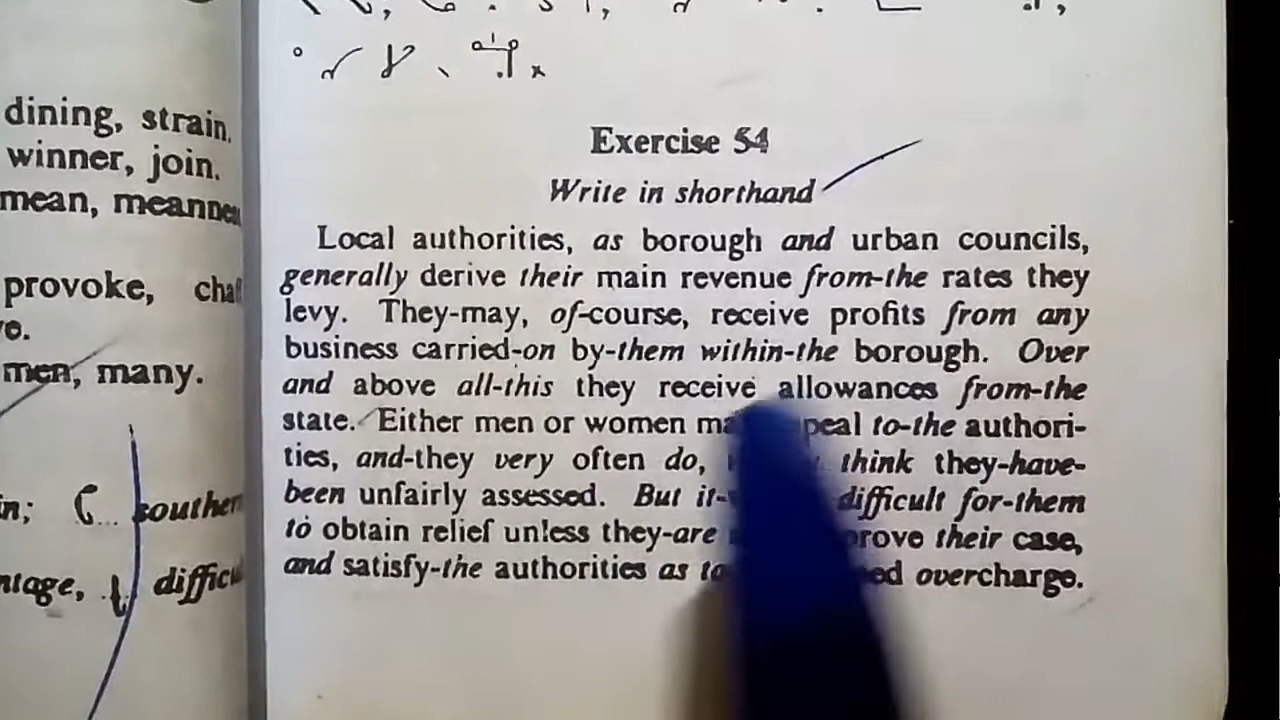 dining, strain.
winner, join.
mean,
provoke,
men, many.
difficu
Exercise 54
Write in shorthand
Local authorities, as borough and urban councils,
generally derive their main revenue from-the rates they
levy. They-may, of-course, receive profits from any
business carried-on by-them within-the borough. Over
and above all-this they receive allowances from-the
state. Either men or women to-the authori-
ties, and-they very often do, think they-have-
been unfairly assessed. But difficult for-them
to obtain relief unless they-are prove their case,
and satisfy-the authorities as overcharge.